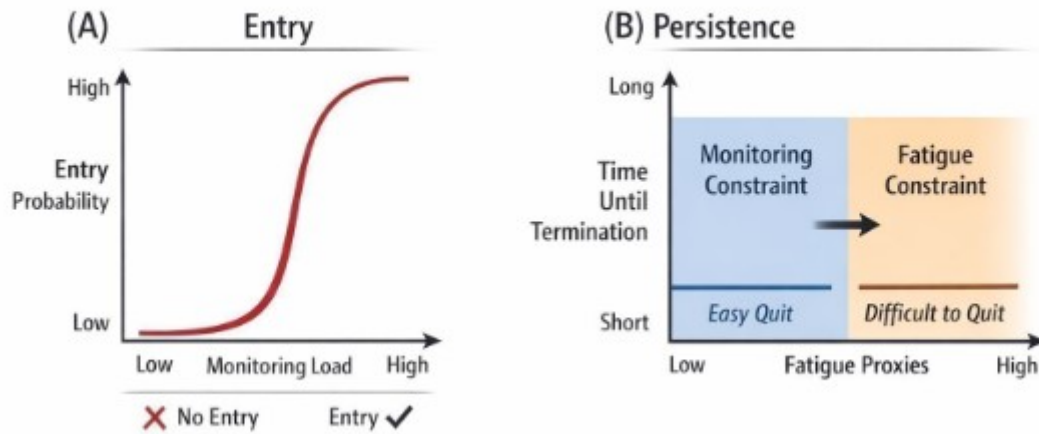 (A) Entry
High
Entry
Probability
Low
Low Monitoring Load High
✗ No Entry Entry ✓
(B) Persistence
Long
Time
Until
Termination
Short
Monitoring
Constraint
Fatigue
Constraint
Easy Quit
Difficult to Quit
Low Fatigue Proxies High